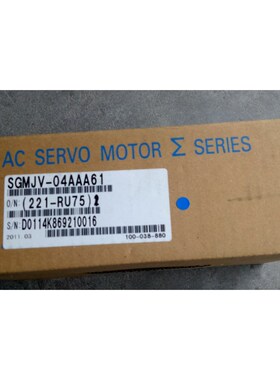 AC SERVO MOTOR Σ SERIES
SGMJV-04AAA61
O/N: (221-RU75)
S/N: D0114K869210016
2011.03
100-038-880